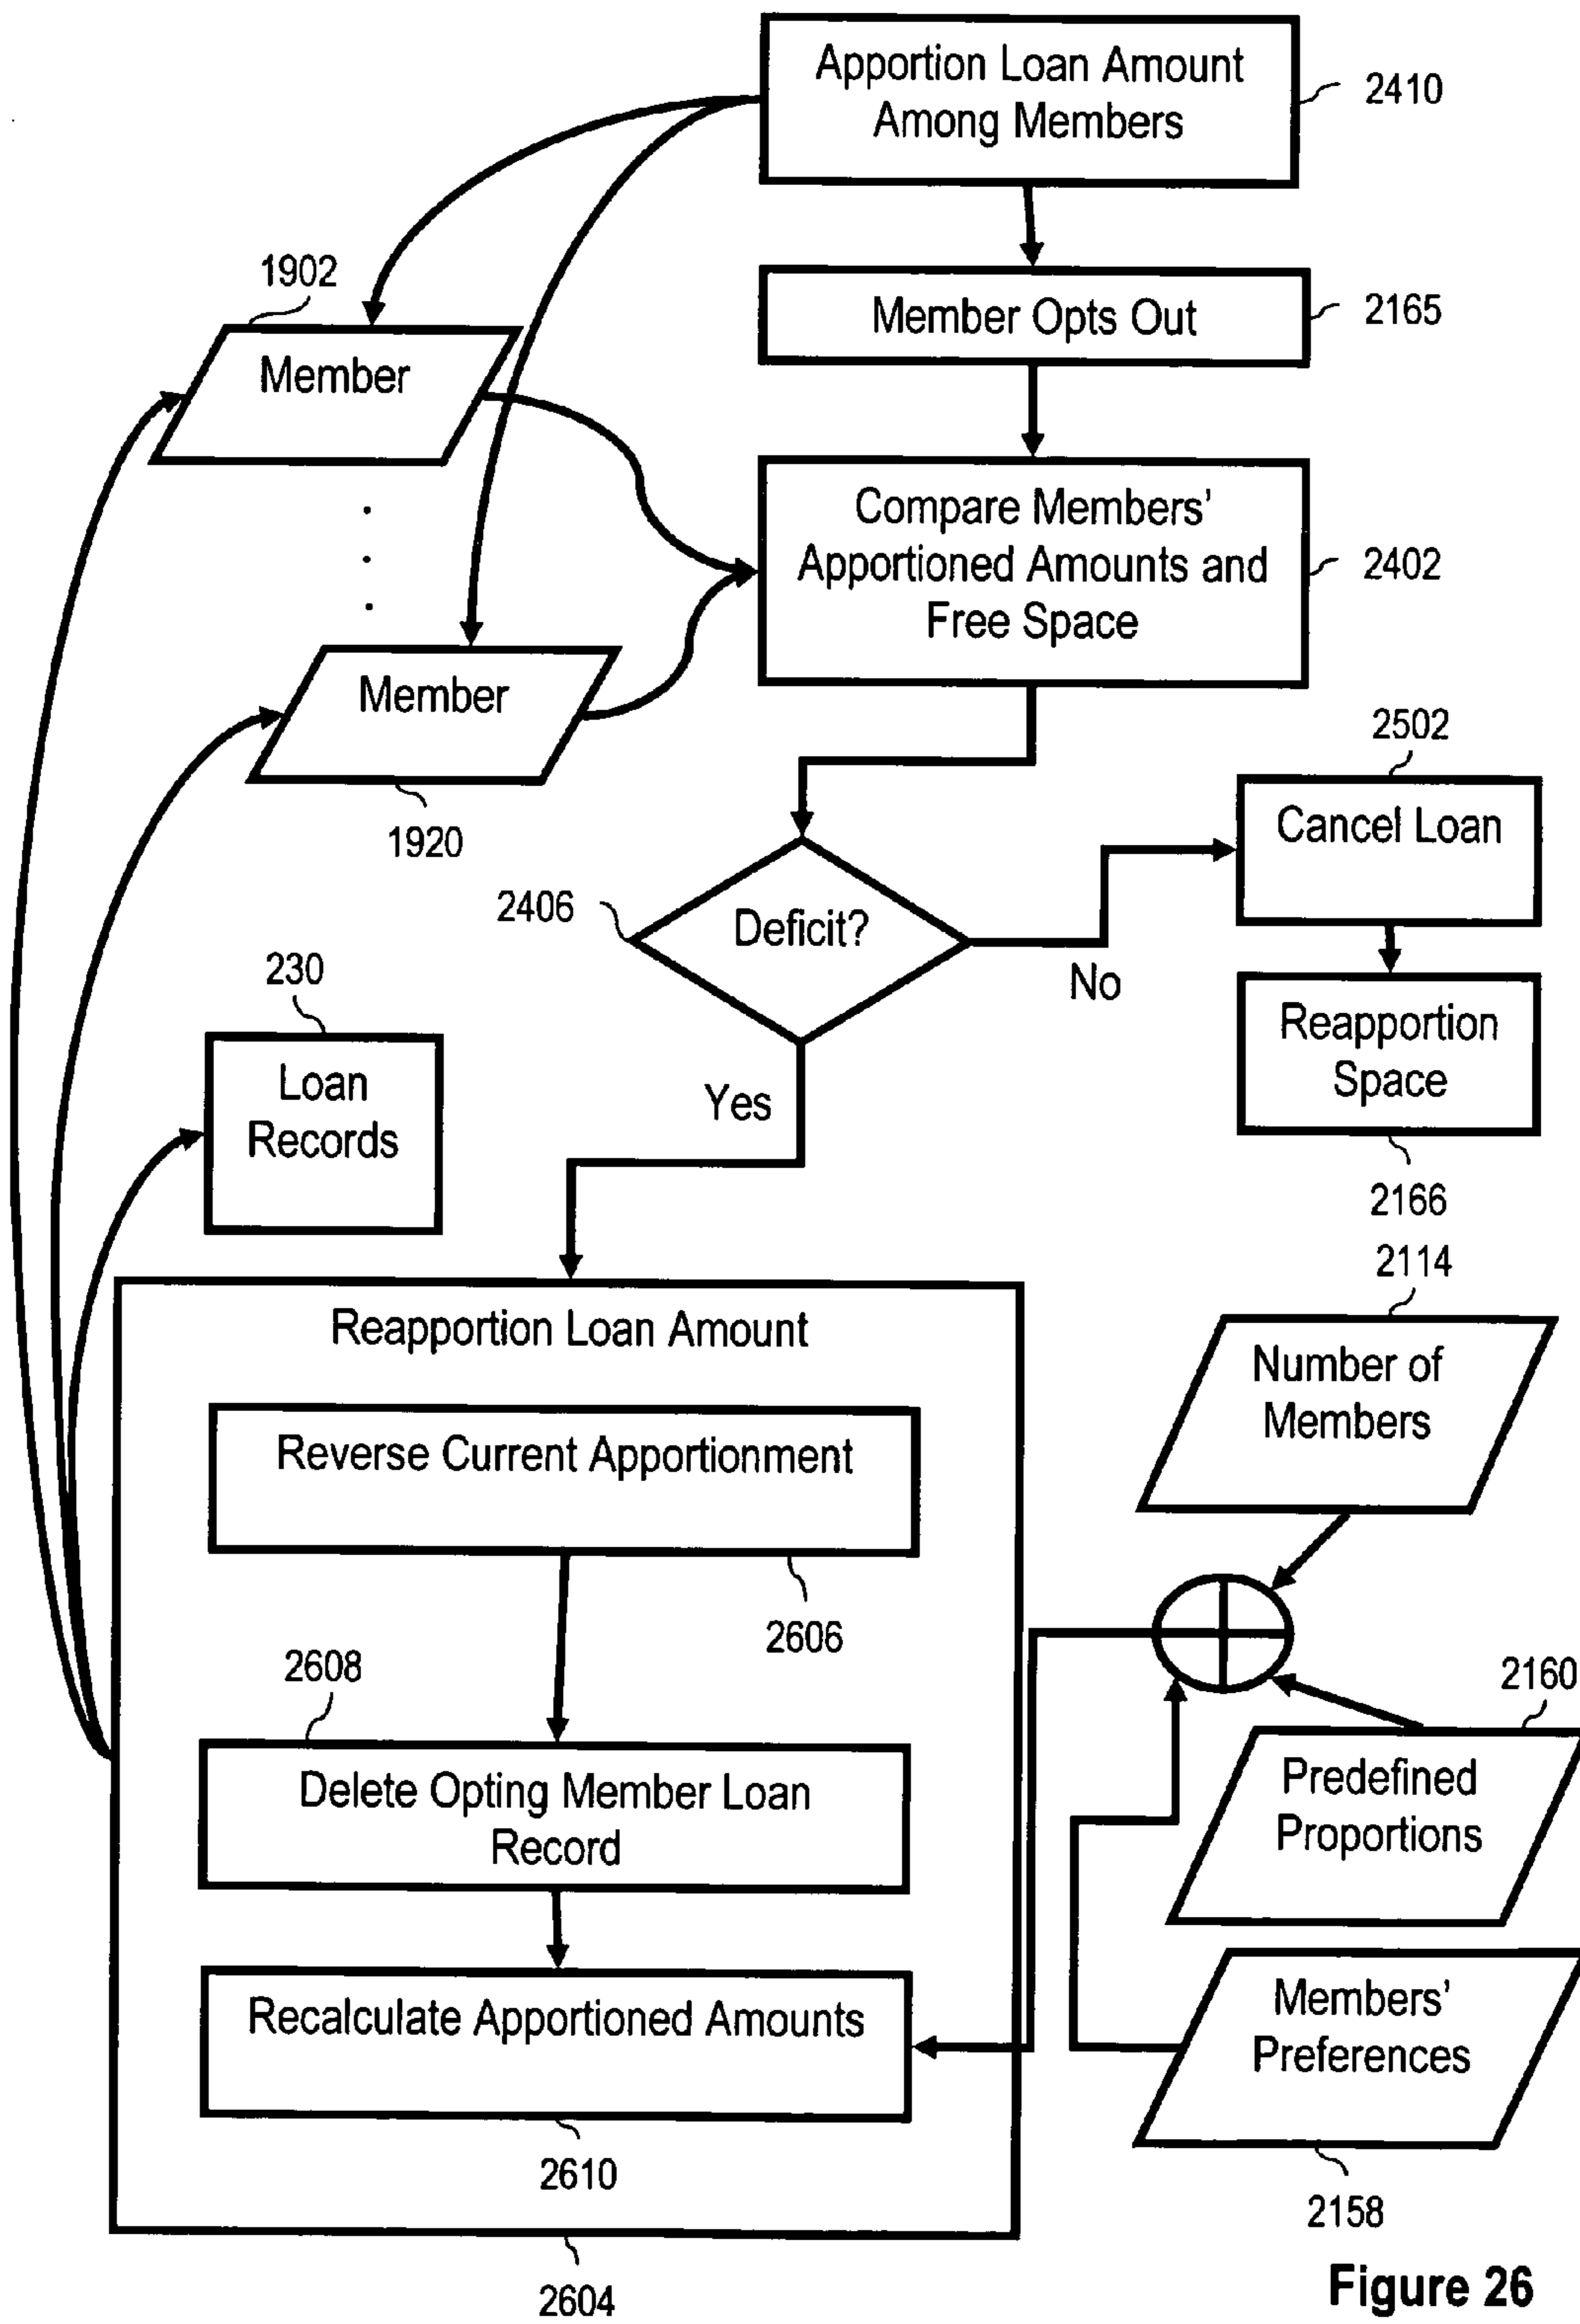 Apportion Loan Amount
Among Members
2410
1902
Member Opts Out
2165
Member
Compare Members'
Apportioned Amounts and
Free Space
2402
Member
1920
2502
Cancel Loan
2406
Deficit?
No
230
Reapportion
Space
Loan
Records
Yes
2166
2114
Reapportion Loan Amount
Number of
Members
Reverse Current Apportionment
2606
2608
2160
Delete Opting Member Loan
Record
Predefined
Proportions
Recalculate Apportioned Amounts
Members'
Preferences
2610
2158
2604
Figure 26